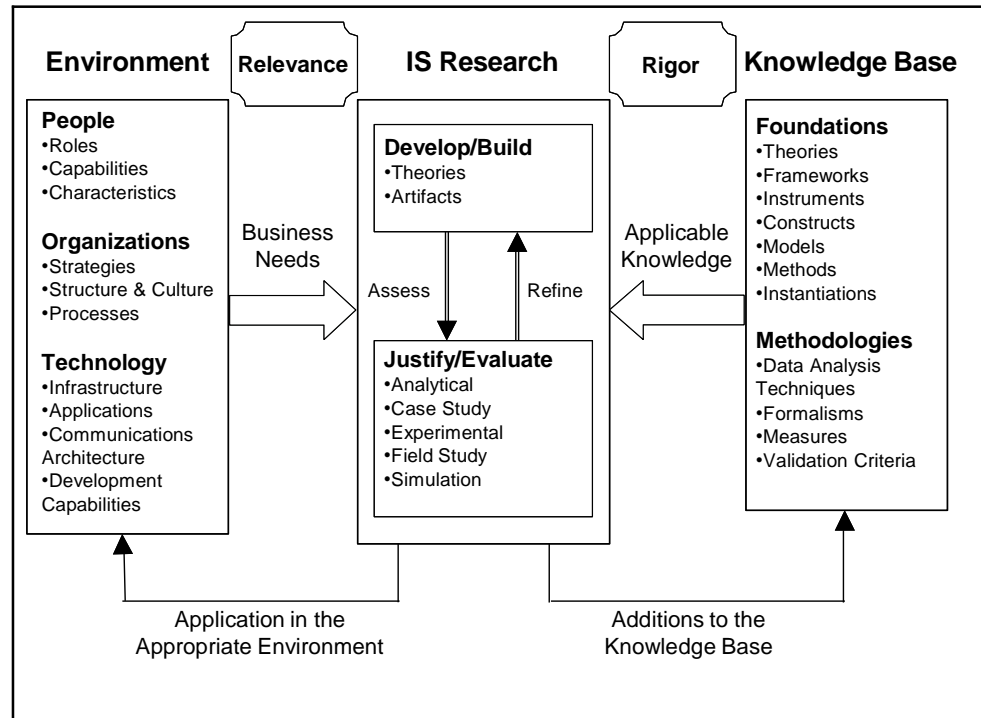 Environment
Relevance
IS Research
Rigor
Knowledge Base
People
•Roles
•Capabilities
•Characteristics
Organizations
•Strategies
•Structure & Culture
•Processes
Technology
•Infrastructure
•Applications
•Communications
Architecture
•Development
Capabilities
Business
Needs
Develop/Build
•Theories
•Artifacts
Assess
Refine
Justify/Evaluate
•Analytical
•Case Study
•Experimental
•Field Study
•Simulation
Applicable
Knowledge
Foundations
•Theories
•Frameworks
•Instruments
•Constructs
•Models
•Methods
•Instantiations
Methodologies
•Data Analysis
Techniques
•Formalisms
•Measures
•Validation Criteria
Application in the
Appropriate Environment
Additions to the
Knowledge Base